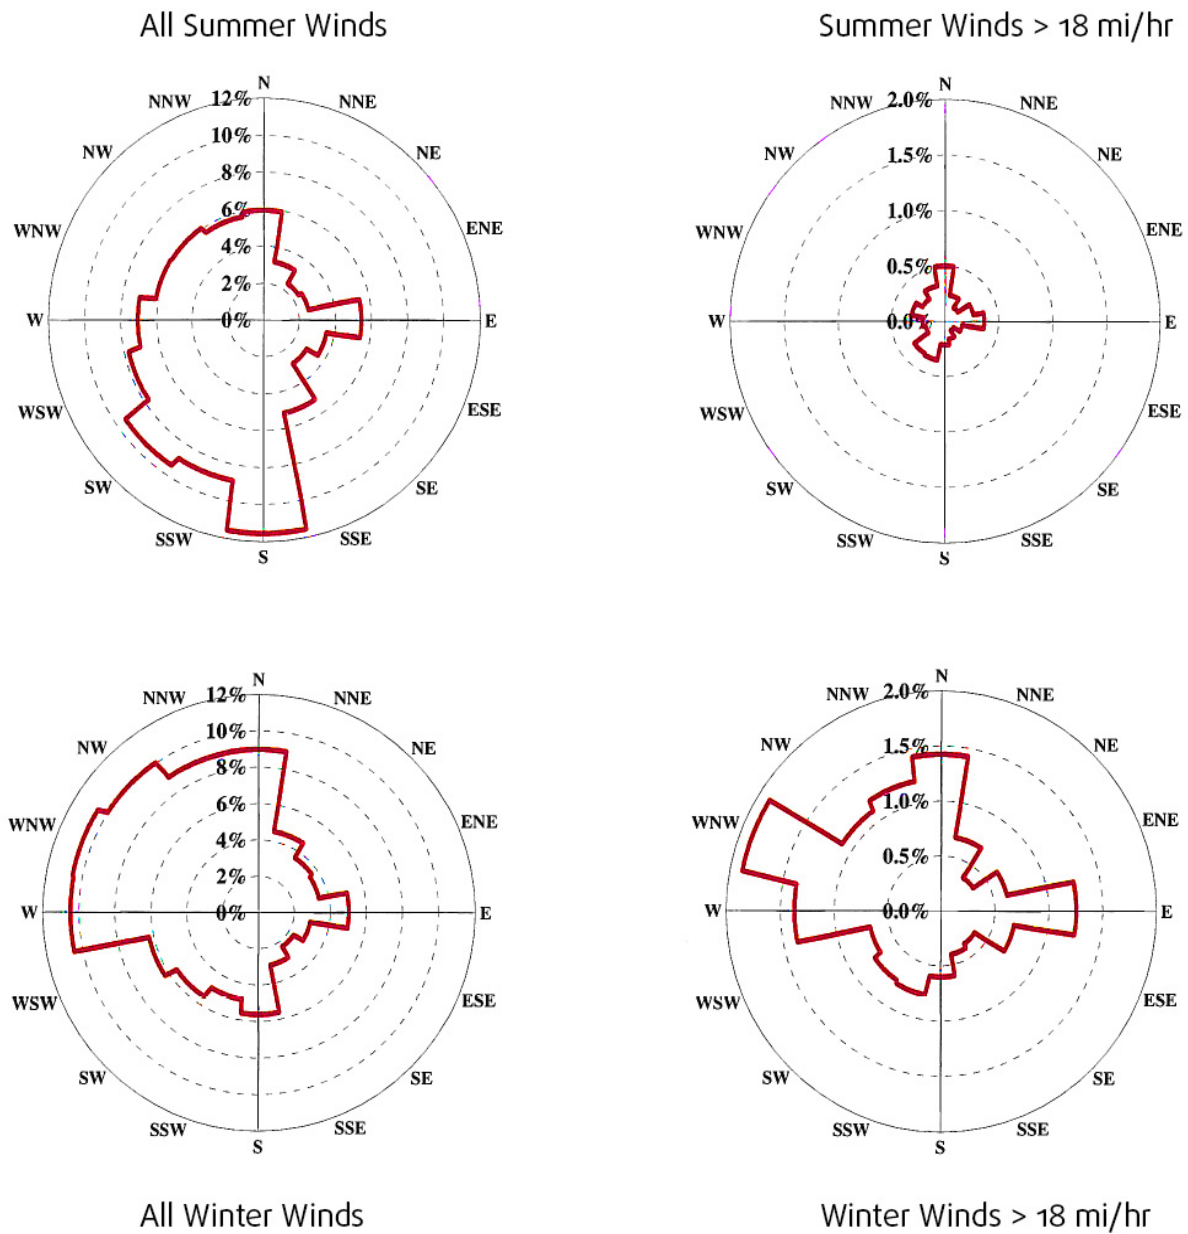 All Summer Winds
Summer Winds > 18 mi/hr
N
NNW 12% NNE
10%
NW NE
8%
WNW 6% ENE
4%
2%
W 0% E
WSW ESE
SW SE
SSW SSE
S
N
NNW 2.0% NNE
1.5%
NW NE
1.0%
WNW ENE
0.5%
W 0.0% E
WSW ESE
SW SE
SSW SSE
S
N
NNW 12% NNE
10%
NW NE
8%
WNW 6% ENE
4%
2%
W 0% E
WSW ESE
SW SE
SSW SSE
S
N
NNW 2.0% NNE
1.5%
NW NE
1.0%
WNW ENE
0.5%
W 0.0% E
WSW ESE
SW SE
SSW SSE
S
All Winter Winds
Winter Winds > 18 mi/hr